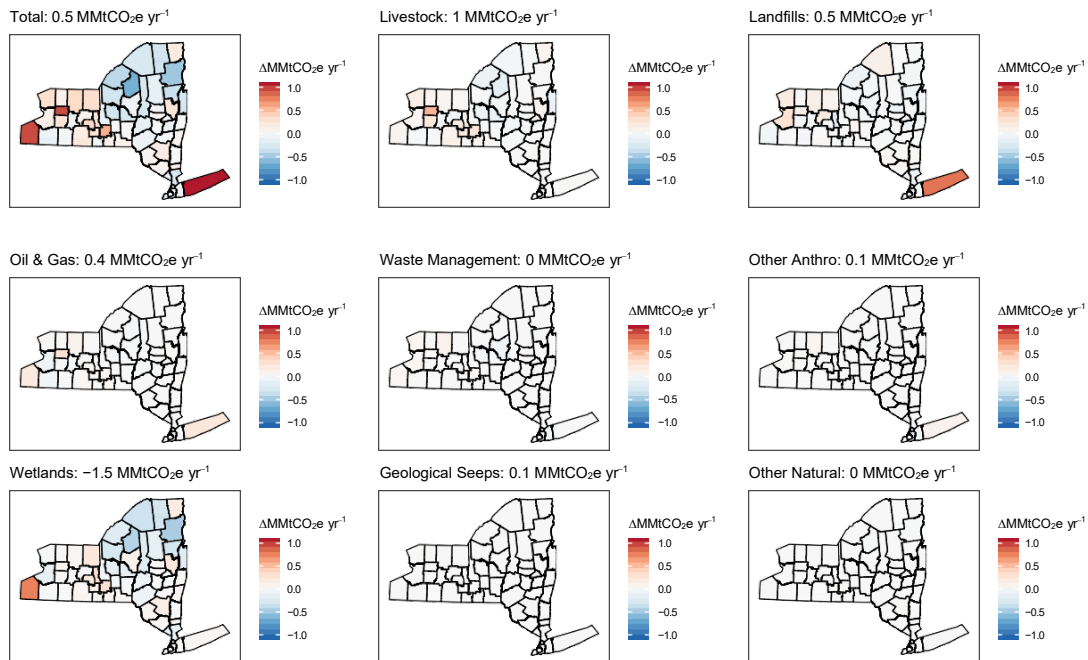 Total: 0.5 MMtCO₂e yr⁻¹
ΔMMtCO₂e yr⁻¹
1.0
0.5
0.0
−0.5
−1.0
Livestock: 1 MMtCO₂e yr⁻¹
ΔMMtCO₂e yr⁻¹
1.0
0.5
0.0
−0.5
−1.0
Landfills: 0.5 MMtCO₂e yr⁻¹
ΔMMtCO₂e yr⁻¹
1.0
0.5
0.0
−0.5
−1.0
Oil & Gas: 0.4 MMtCO₂e yr⁻¹
ΔMMtCO₂e yr⁻¹
1.0
0.5
0.0
−0.5
−1.0
Waste Management: 0 MMtCO₂e yr⁻¹
ΔMMtCO₂e yr⁻¹
1.0
0.5
0.0
−0.5
−1.0
Other Anthro: 0.1 MMtCO₂e yr⁻¹
ΔMMtCO₂e yr⁻¹
1.0
0.5
0.0
−0.5
−1.0
Wetlands: −1.5 MMtCO₂e yr⁻¹
ΔMMtCO₂e yr⁻¹
1.0
0.5
0.0
−0.5
−1.0
Geological Seeps: 0.1 MMtCO₂e yr⁻¹
ΔMMtCO₂e yr⁻¹
1.0
0.5
0.0
−0.5
−1.0
Other Natural: 0 MMtCO₂e yr⁻¹
ΔMMtCO₂e yr⁻¹
1.0
0.5
0.0
−0.5
−1.0